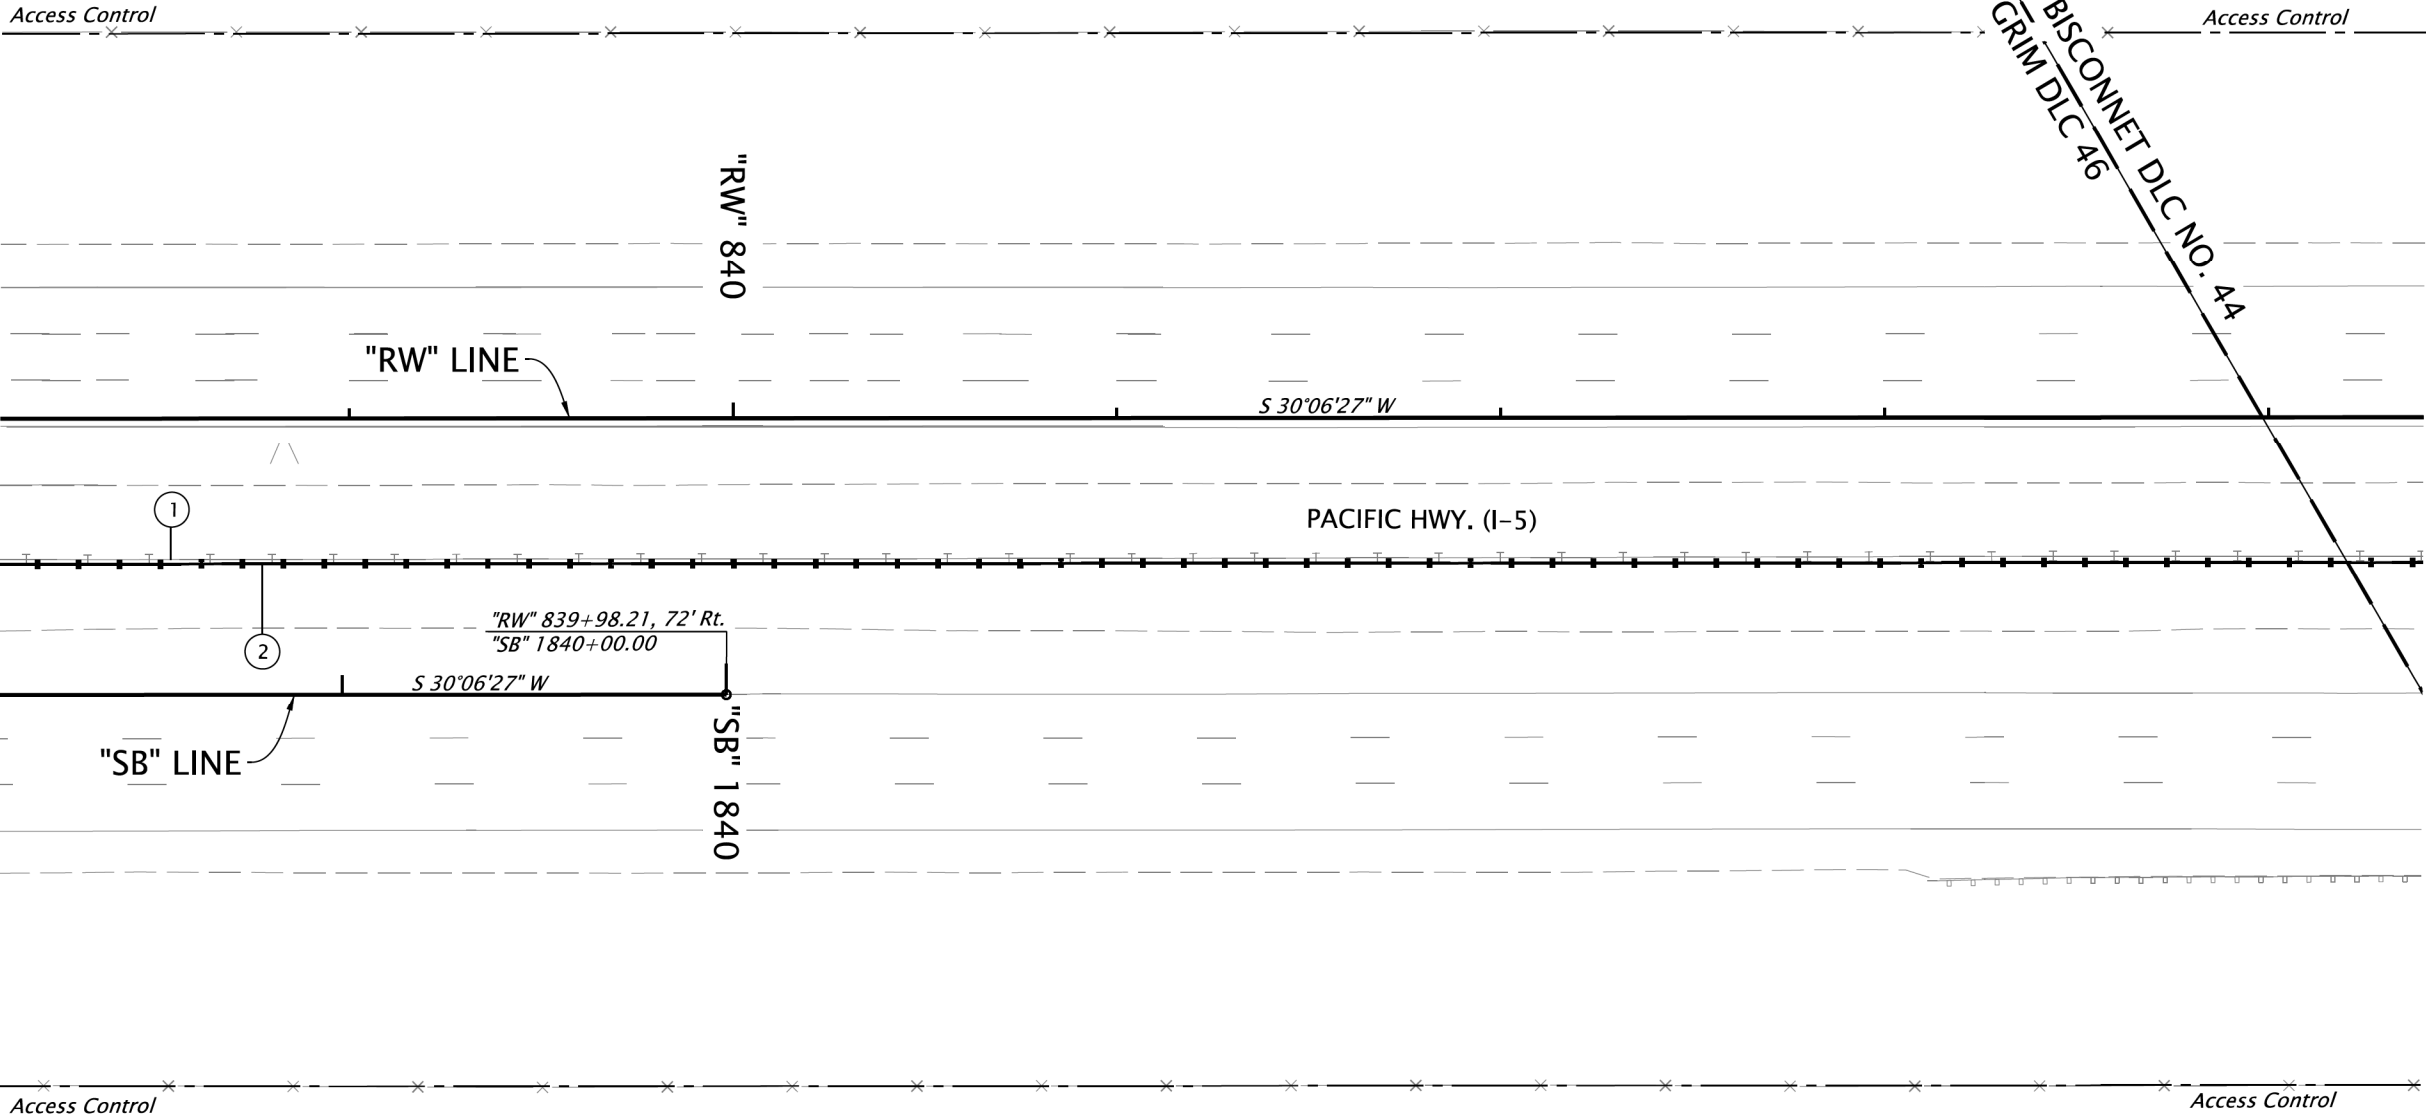 Access Control
Access Control
BISCONNET DLC NO. 44
GRIM DLC 46
"RW" 840
"RW" LINE
S 30°06'27" W
1
PACIFIC HWY. (I-5)
"RW" 839+98.21, 72' Rt.
"SB" 1840+00.00
2
S 30°06'27" W
"SB" LINE
"SB" 1840
Access Control
Access Control